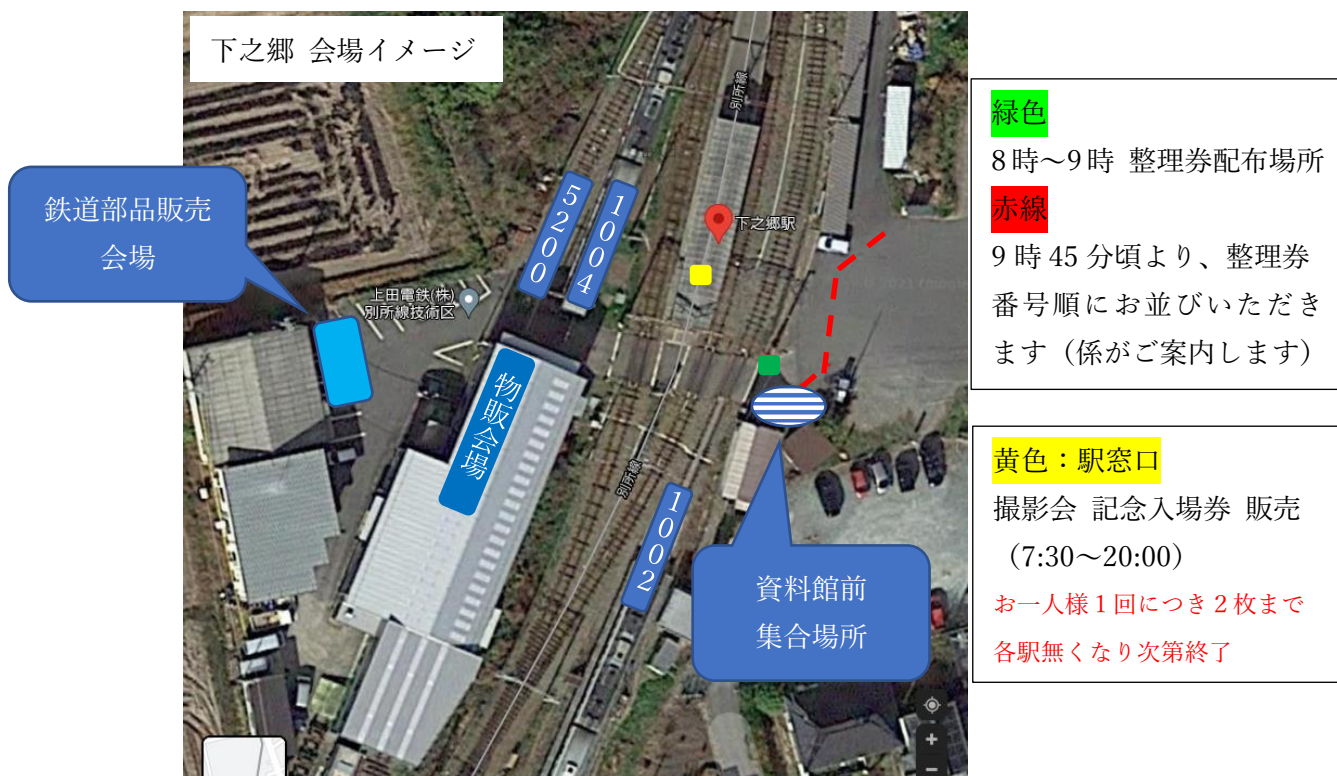 下之郷 会場イメージ
別所線
緑色
8時～9時 整理券配布場所
赤線
9時45分頃より、整理券
番号順にお並びいただき
ます（係がご案内します）
鉄道部品販売
会場
5200
1004
下之郷駅
上田電鉄(株)
別所線技術区
物販会場
別所線
1002
資料館前
集合場所
黄色：駅窓口
撮影会 記念入場券 販売
（7:30～20:00）
お一人様1回につき2枚まで
各駅無くなり次第終了